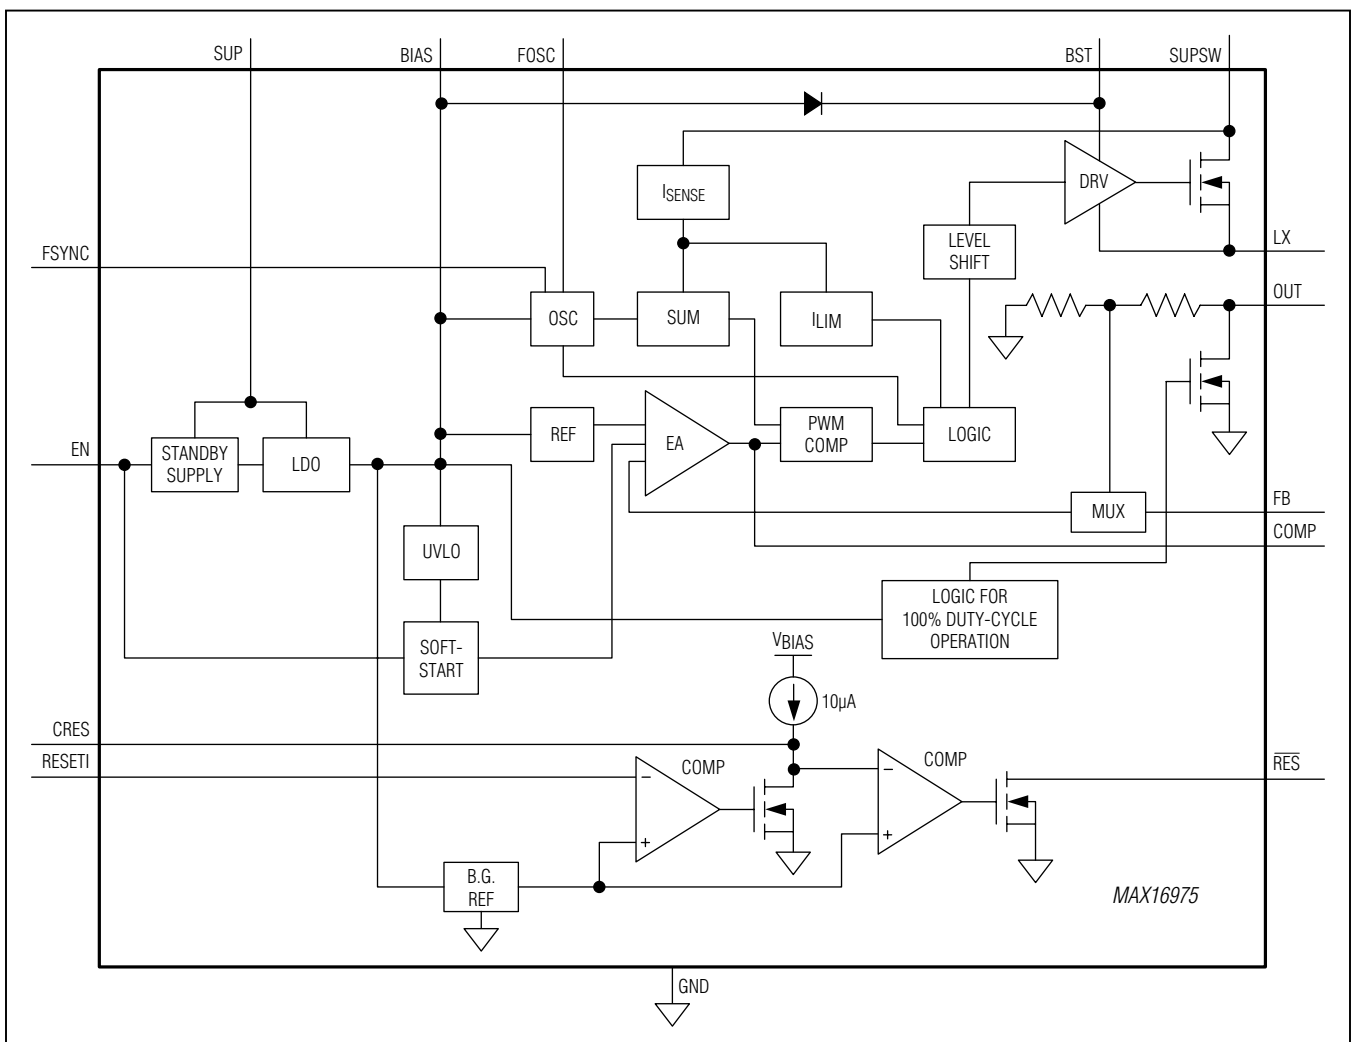 SUP
BIAS
FOSC
BST
SUPSW
ISENSE
DRV
FSYNC
LEVEL
SHIFT
LX
OSC
SUM
ILIM
OUT
EN
STANDBY
SUPPLY
LDO
REF
EA
PWM
COMP
LOGIC
MUX
FB
COMP
UVLO
LOGIC FOR
100% DUTY-CYCLE
OPERATION
SOFT-
START
VBIAS
10µA
CRES
RESETI
−
+
COMP
−
+
COMP
RES
B.G.
REF
MAX16975
GND